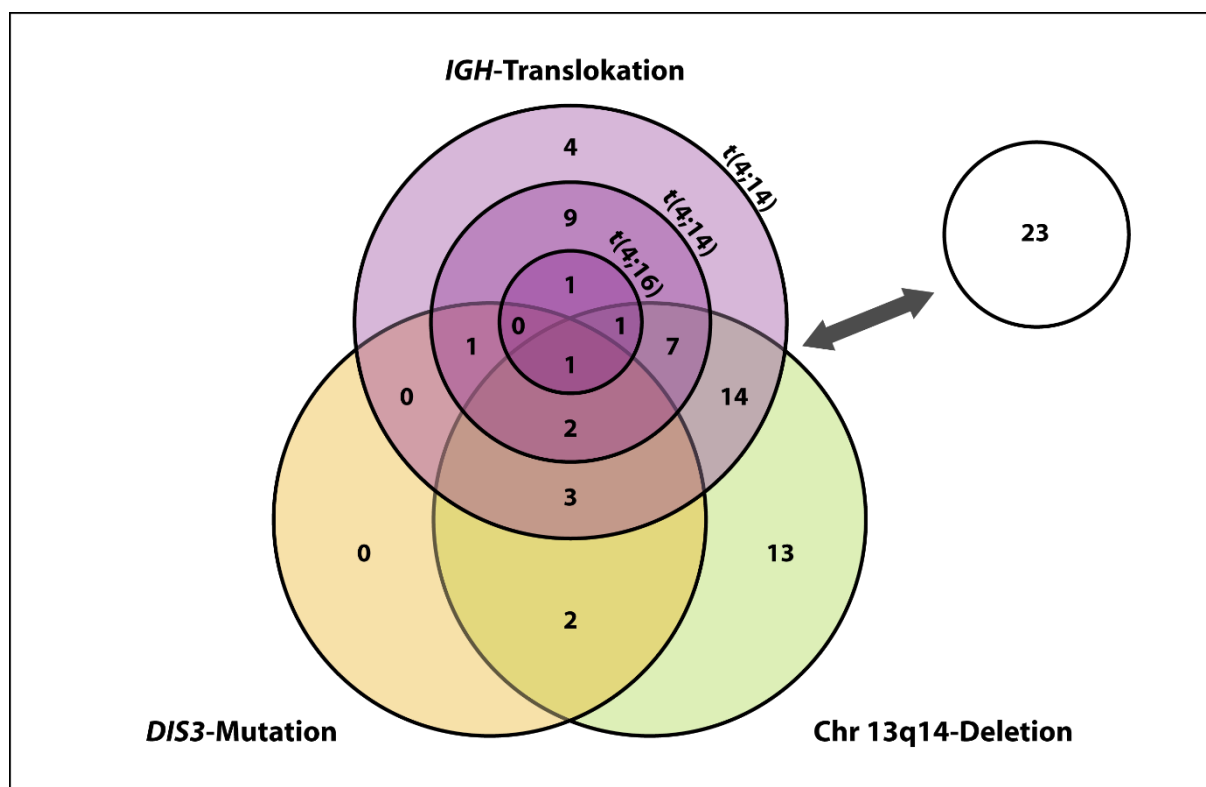 IGH-Translokation
4
t(4;14)
9
t(4;14)
23
1
t(4;16)
0
1
1
7
1
0
14
2
3
0
13
2
DIS3-Mutation
Chr 13q14-Deletion